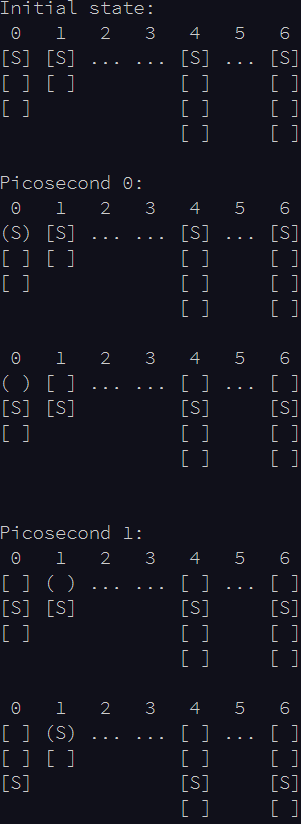 Initial state:
 0   1   2   3   4   5   6
[S] [S] ... ... [S] ... [S]
[ ] [ ]         [ ]     [ ]
[ ]             [ ]     [ ]
                [ ]     [ ]

Picosecond 0:
 0   1   2   3   4   5   6
(S) [S] ... ... [S] ... [S]
[ ] [ ]         [ ]     [ ]
[ ]             [ ]     [ ]
                [ ]     [ ]

 0   1   2   3   4   5   6
( ) [ ] ... ... [ ] ... [ ]
[S] [S]         [S]     [S]
[ ]             [ ]     [ ]
                [ ]     [ ]


Picosecond 1:
 0   1   2   3   4   5   6
[ ] ( ) ... ... [ ] ... [ ]
[S] [S]         [S]     [S]
[ ]             [ ]     [ ]
                [ ]     [ ]

 0   1   2   3   4   5   6
[ ] (S) ... ... [ ] ... [ ]
[ ] [ ]         [ ]     [ ]
[S]             [S]     [S]
                [ ]     [ ]